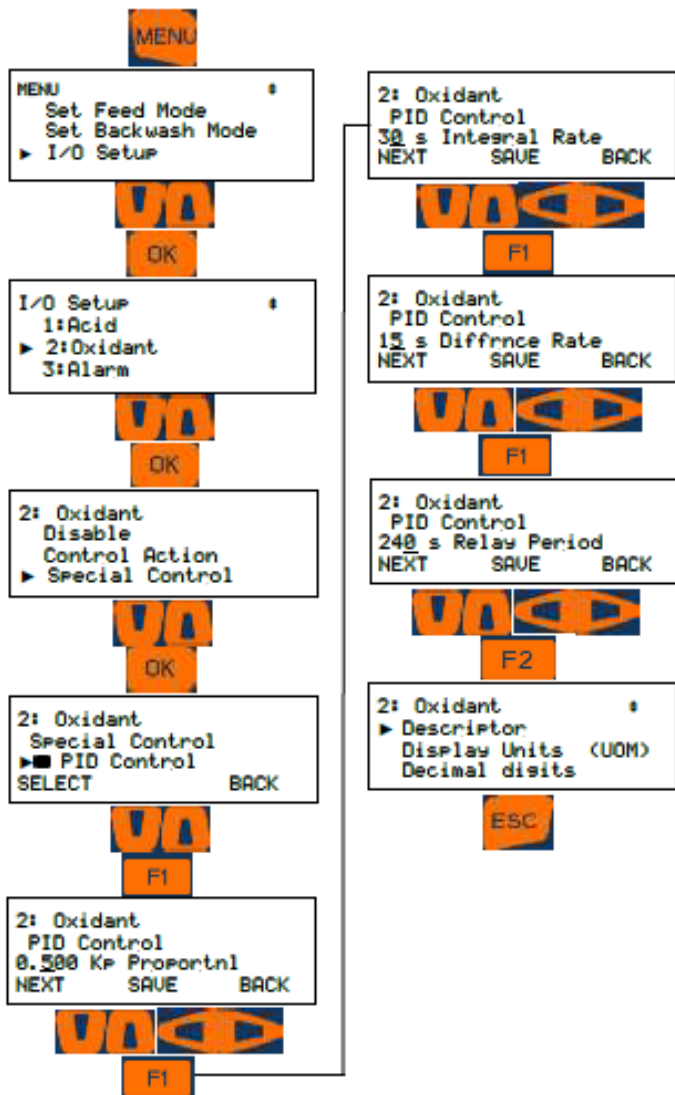 MENU
MENU
Set Feed Mode
Set Backwash Mode
I/O Setup
OK
I/O Setup
1:Acid
2:Oxidant
3:Alarm
OK
2: Oxidant
Disable
Control Action
Special Control
OK
2: Oxidant
Special Control
PID Control
SELECT BACK
F1
2: Oxidant
PID Control
0.500 Kp Proportnl
NEXT SAVE BACK
F1
2: Oxidant
PID Control
30 s Integral Rate
NEXT SAVE BACK
F1
2: Oxidant
PID Control
15 s Diffrnce Rate
NEXT SAVE BACK
F1
2: Oxidant
PID Control
240 s Relay Period
NEXT SAVE BACK
F2
2: Oxidant
Descriptor
Display Units (UOM)
Decimal digits
ESC